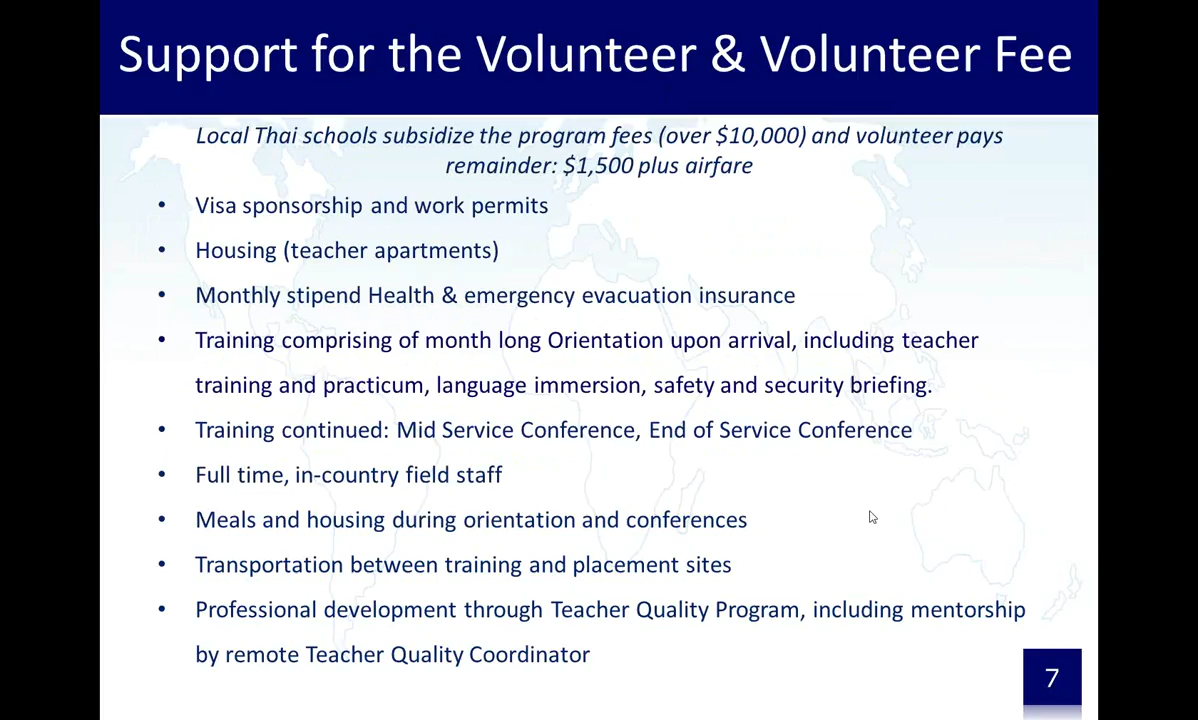 Support for the Volunteer & Volunteer Fee
Local Thai schools subsidize the program fees (over $10,000) and volunteer pays
remainder: $1,500 plus airfare
• Visa sponsorship and work permits
• Housing (teacher apartments)
• Monthly stipend Health & emergency evacuation insurance
• Training comprising of month long Orientation upon arrival, including teacher
training and practicum, language immersion, safety and security briefing.
• Training continued: Mid Service Conference, End of Service Conference
• Full time, in-country field staff
• Meals and housing during orientation and conferences
• Transportation between training and placement sites
• Professional development through Teacher Quality Program, including mentorship
by remote Teacher Quality Coordinator
7